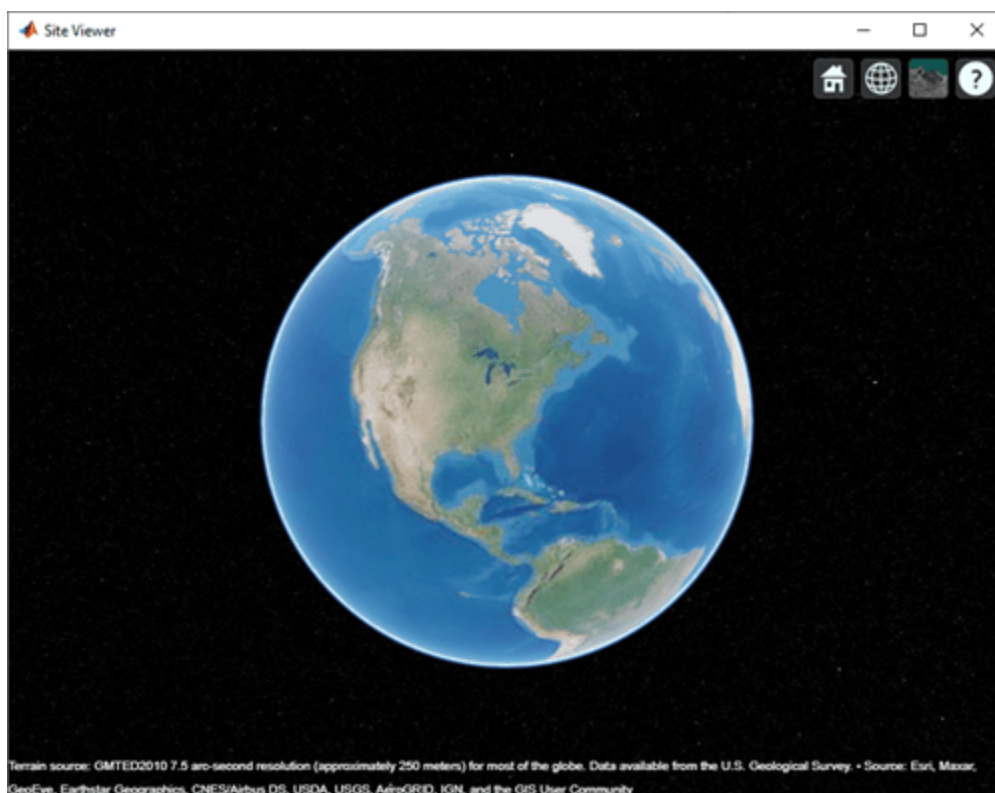 Site Viewer
?
Terrain source: GMTED2010 7.5 arc-second resolution (approximately 250 meters) for most of the globe. Data available from the U.S. Geological Survey. • Source: Esri, Maxar,
GeoEye, Earthstar Geographics, CNES/Airbus DS, USDA, USGS, AeroGRID, IGN, and the GIS User Community